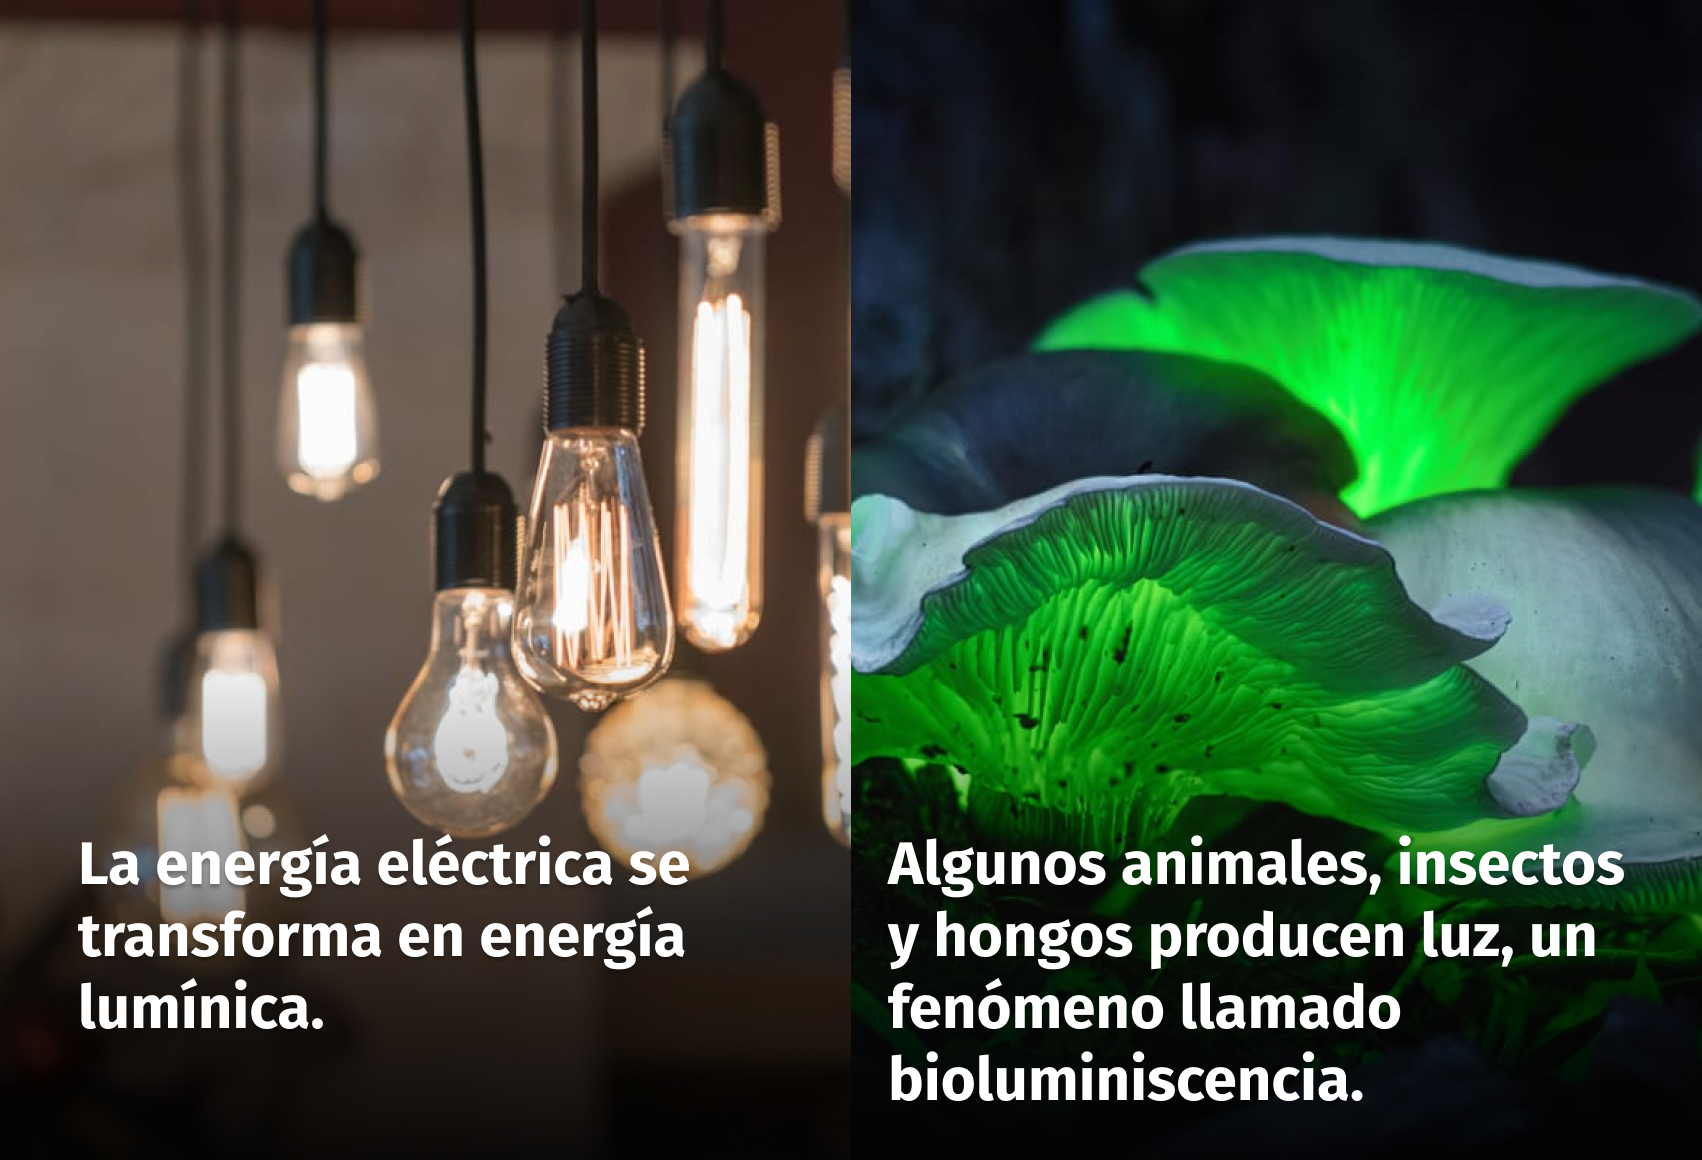 La energía eléctrica se
transforma en energía
lumínica.
Algunos animales, insectos
y hongos producen luz, un
fenómeno llamado
bioluminiscencia.